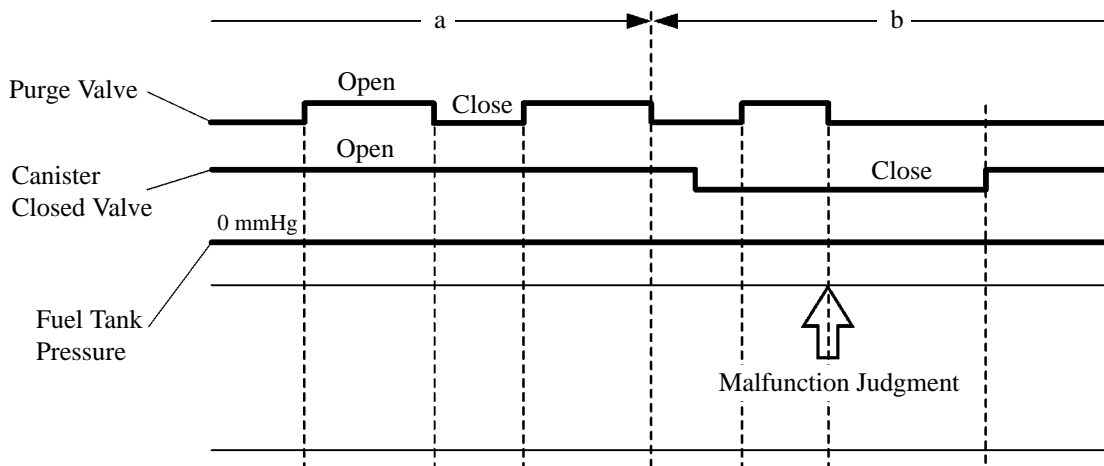 a
b
Open
Purge Valve
Close
Open
Canister
Closed Valve
Close
0 mmHg
Fuel Tank
Pressure
Malfunction Judgment